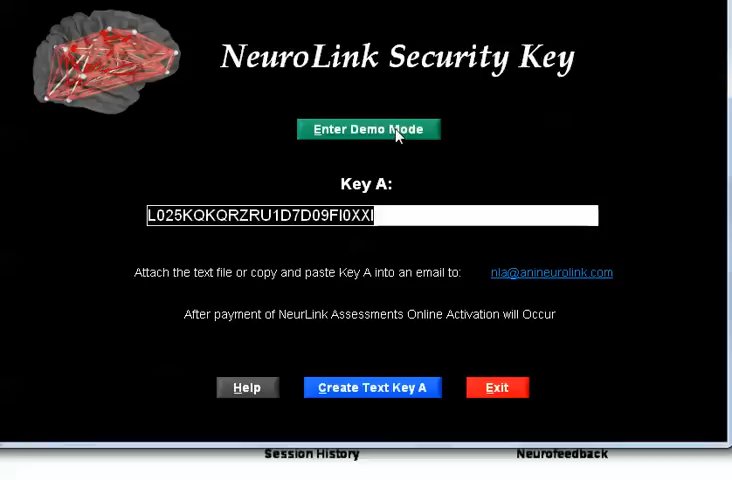 NeuroLink Security Key
Enter Demo Mode
Key A:
L025KQKQRZRU1D7D09FI0XXI
Attach the text file or copy and paste Key A into an email to: nla@anineurolink.com
After payment of NeurLink Assessments Online Activation will Occur
Help Create Text Key A Exit
Session History Neurofeedback